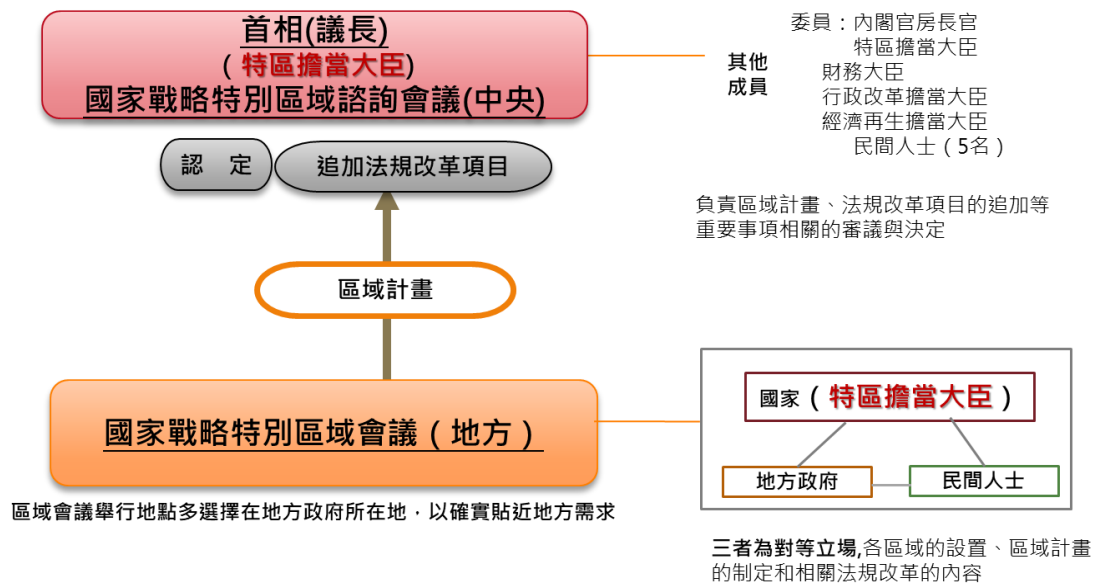 首相(議長)
( 特區擔當大臣)
國家戰略特別區域諮詢會議(中央)
其他
成員
委員：內閣官房長官
特區擔當大臣
財務大臣
行政改革擔當大臣
經濟再生擔當大臣
民間人士（5名）
認　定
追加法規改革項目
負責區域計畫、法規改革項目的追加等
重要事項相關的審議與決定
區域計畫
國家戰略特別區域會議（地方）
區域會議舉行地點多選擇在地方政府所在地，以確實貼近地方需求
國家（特區擔當大臣）
地方政府
民間人士
三者為對等立場,各區域的設置、區域計畫
的制定和相關法規改革的內容